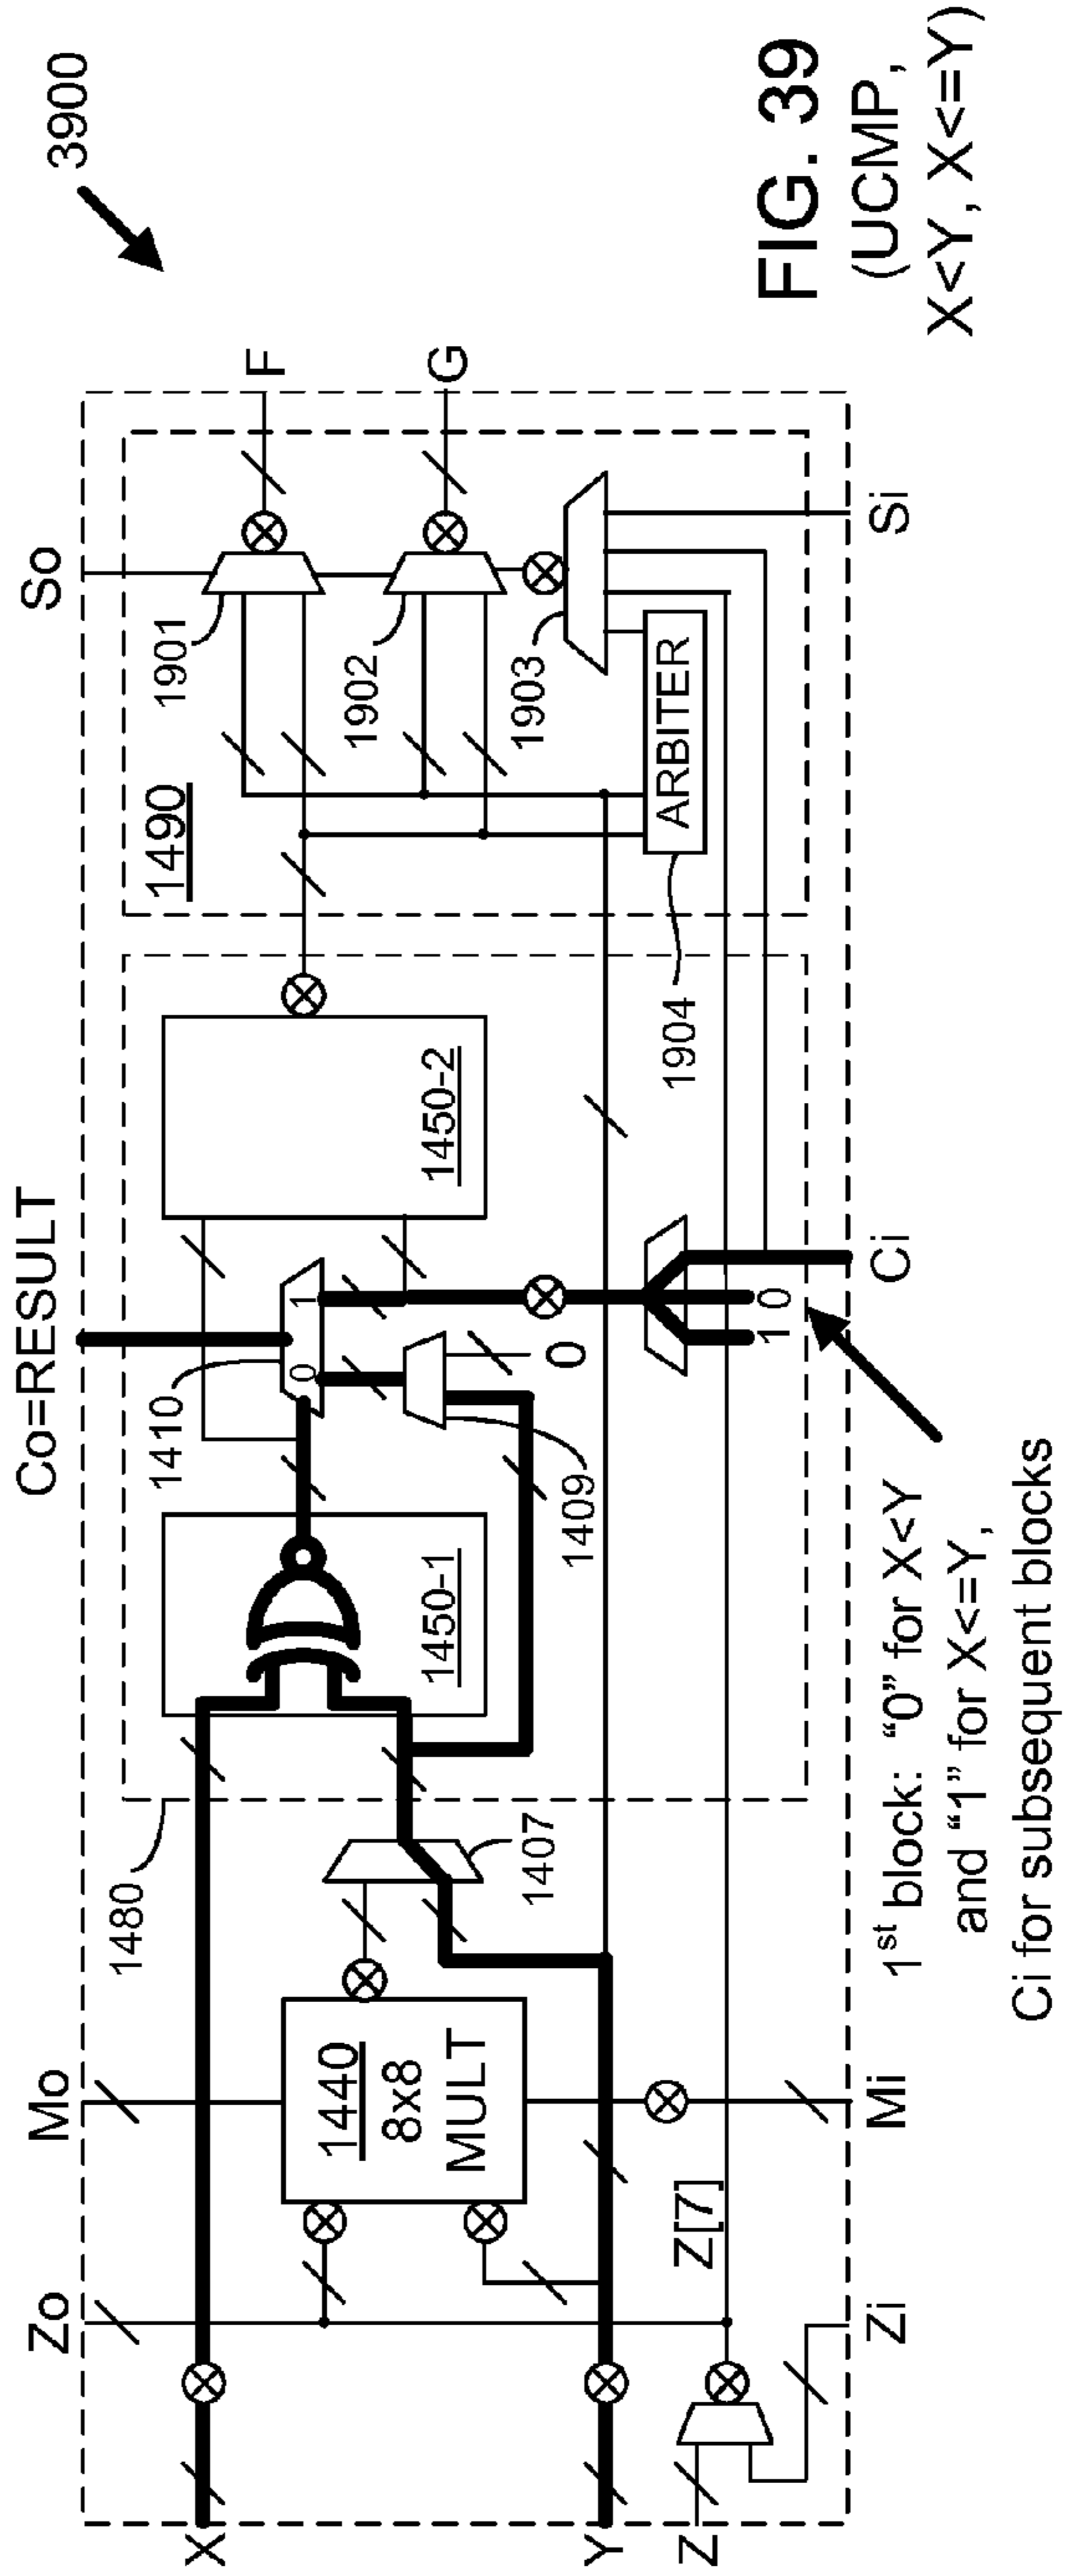 3900
Co=RESULT
So
Mo
Zo
1480
1410
1490
1901
F
1902
G
1903
1440
8x8
MULT
1450-1
0
1
1450-2
1407
1409
0
ARBITER
1904
X
Y
Z
Z[7]
1 0
Zi
Mi
Ci
Si
1st block: "0" for X<Y
and "1" for X<=Y,
Ci for subsequent blocks
FIG. 39
(UCMP,
X<Y, X<=Y)